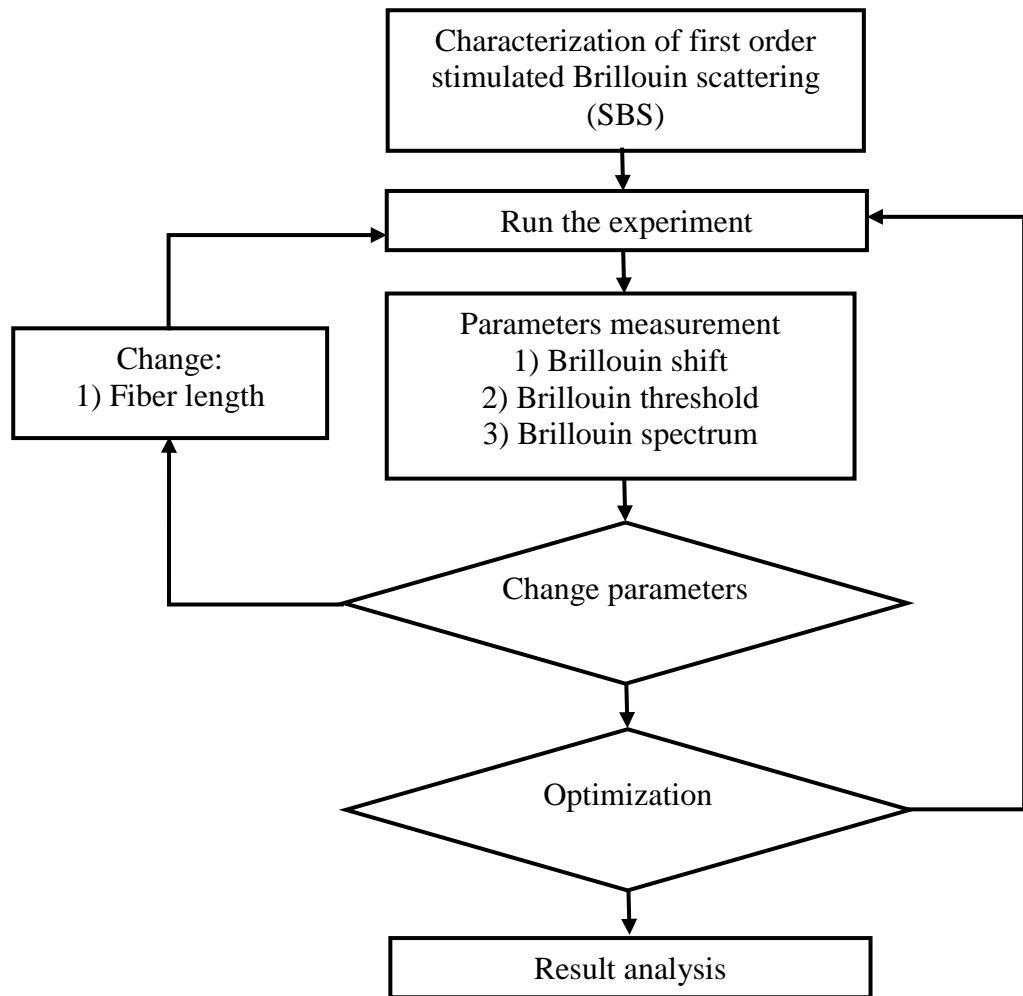 Characterization of first order
stimulated Brillouin scattering
(SBS)
Run the experiment
Parameters measurement
1) Brillouin shift
2) Brillouin threshold
3) Brillouin spectrum
Change:
1) Fiber length
Change parameters
Optimization
Result analysis